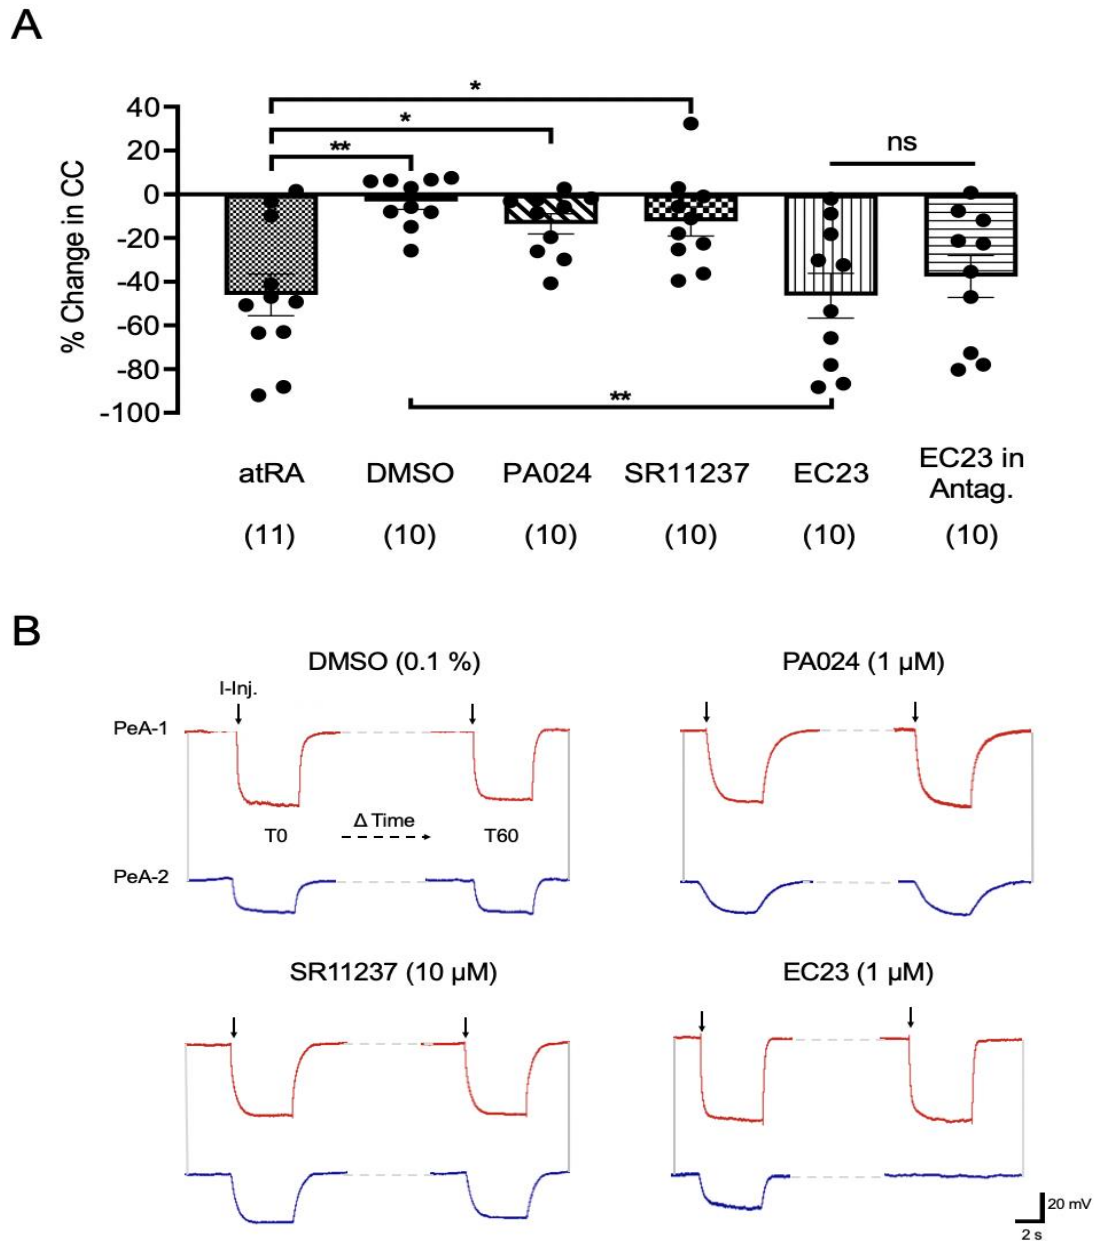 A
*
*
**
ns
40
20
0
-20
-40
-60
-80
-100
% Change in CC
**
atRA DMSO PA024 SR11237 EC23 EC23 in Antag.
(11) (10) (10) (10) (10) (10)
B
DMSO (0.1 %) PA024 (1 µM)
I-Inj.
PeA-1
Δ Time
T0 T60
PeA-2
SR11237 (10 µM) EC23 (1 µM)
20 mV
2 s